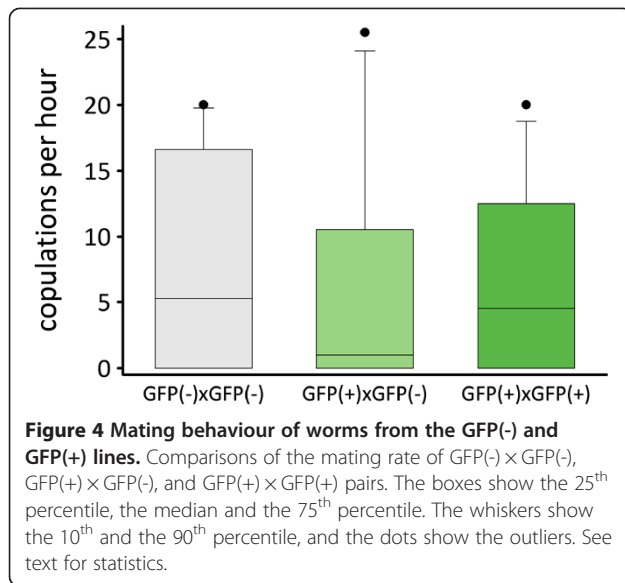 copulations per hour
25
20
15
10
5
0
GFP(-)xGFP(-) GFP(+)xGFP(-) GFP(+)xGFP(+)
Figure 4 Mating behaviour of worms from the GFP(-) and
GFP(+) lines. Comparisons of the mating rate of GFP(-) × GFP(-),
GFP(+) × GFP(-), and GFP(+) × GFP(+) pairs. The boxes show the 25th
percentile, the median and the 75th percentile. The whiskers show
the 10th and the 90th percentile, and the dots show the outliers. See
text for statistics.